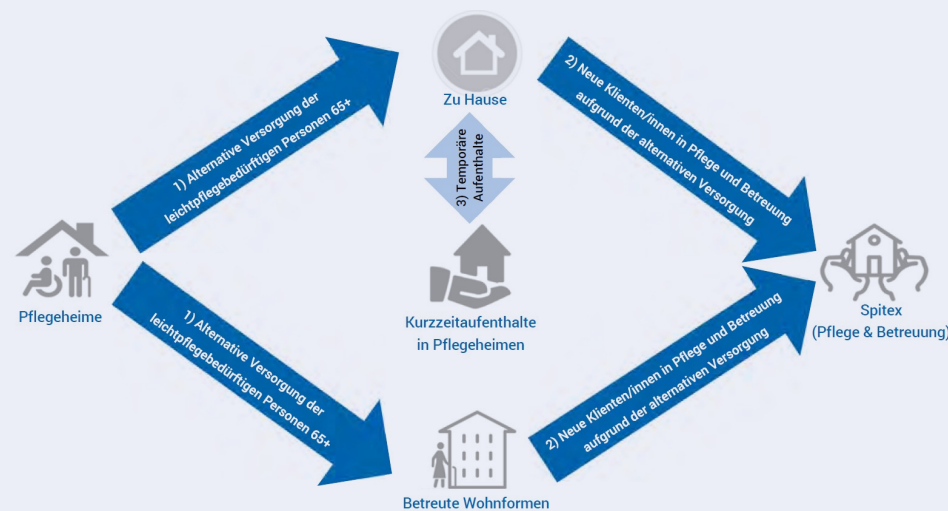 Zu Hause
1) Alternative Versorgung der
leichtpflegebedürftigen Personen 65+
2) Neue Klienten/innen in Pflege und Betreuung
aufgrund der alternativen Versorgung
3) Temporäre
Aufenthalte
Pflegeheime
Kurzzeitaufenthalte
in Pflegeheimen
Spitex
(Pflege & Betreuung)
1) Alternative Versorgung der
leichtpflegebedürftigen Personen 65+
2) Neue Klienten/innen in Pflege und Betreuung
aufgrund der alternativen Versorgung
Betreute Wohnformen